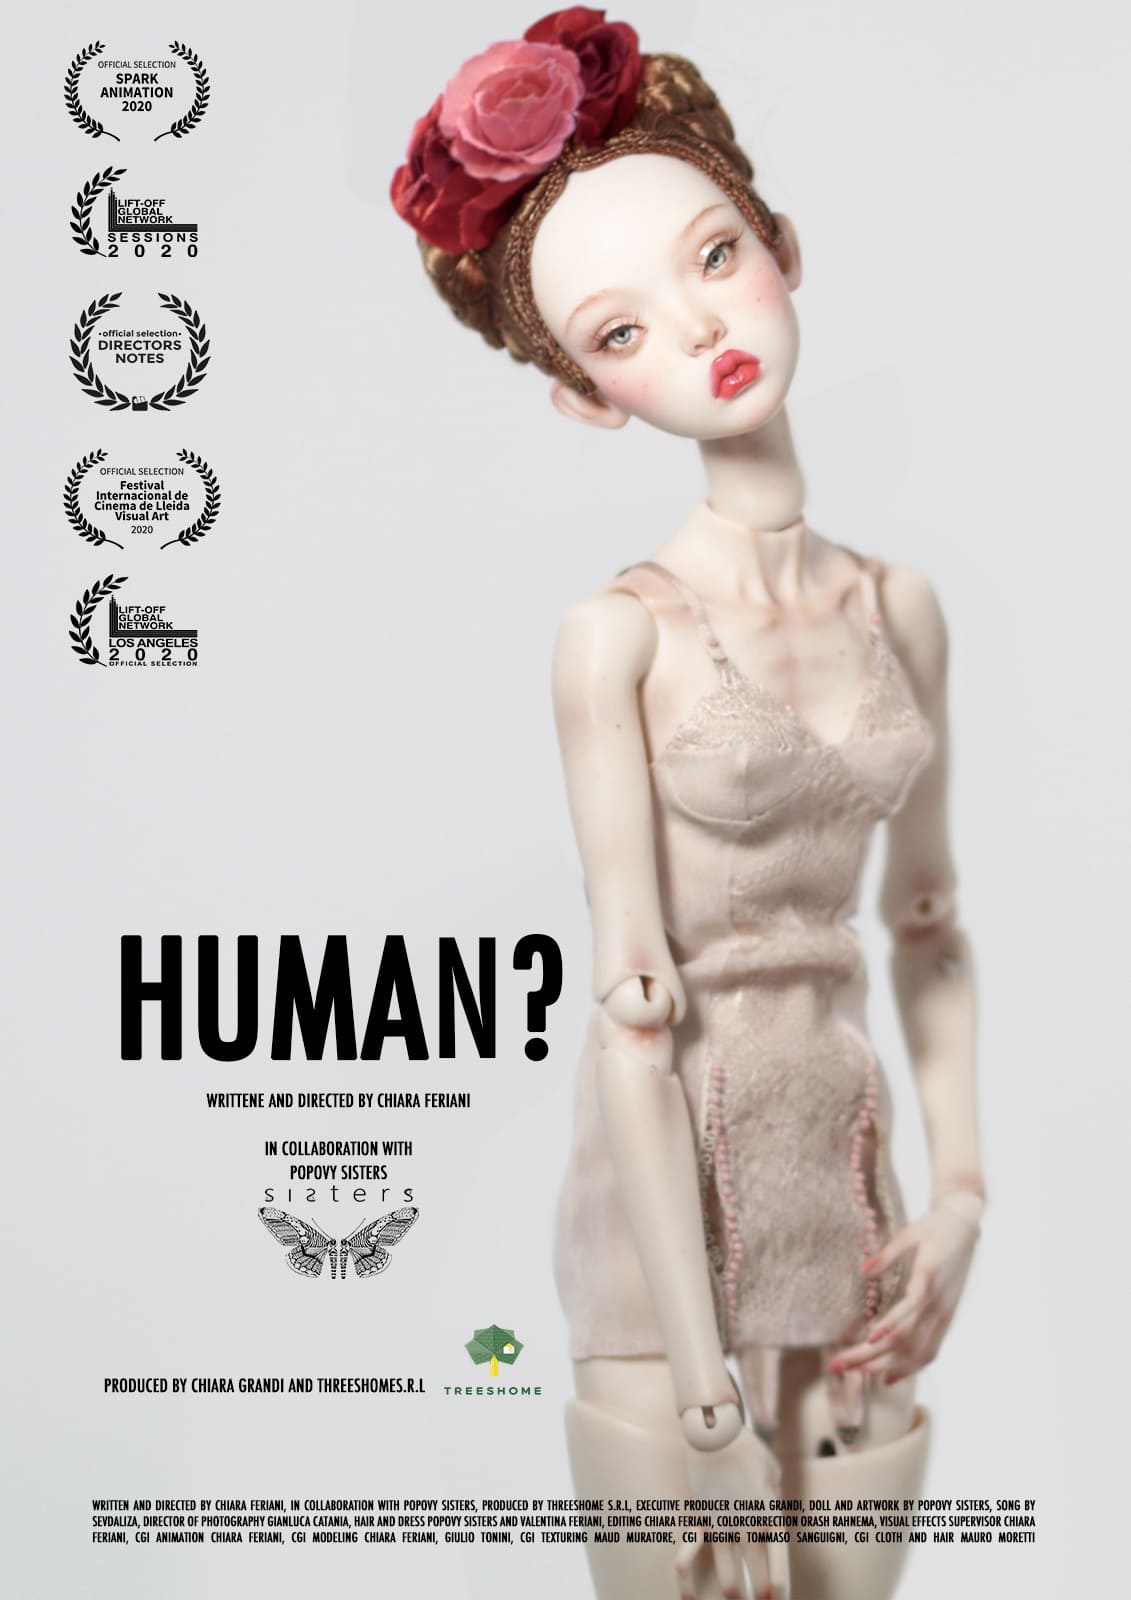 OFFICIAL SELECTION
SPARK
ANIMATION
2020
LIFT-OFF
GLOBAL
NETWORK
SESSIONS
2020
•official selection•
DIRECTORS
NOTES
OFFICIAL SELECTION
Festival
Internacional de
Cinema de Lleida
Visual Art
2020
LIFT-OFF
GLOBAL
NETWORK
LOS ANGELES
2020
OFFICIAL SELECTION
HUMAN?
WRITTENE AND DIRECTED BY CHIARA FERIANI
IN COLLABORATION WITH
POPOVY SISTERS
sisters
PRODUCED BY CHIARA GRANDI AND THREESHOMES.R.L
TREESHOME
WRITTEN AND DIRECTED BY CHIARA FERIANI, IN COLLABORATION WITH POPOVY SISTERS, PRODUCED BY THREESHOME S.R.L, EXECUTIVE PRODUCER CHIARA GRANDI, DOLL AND ARTWORK BY POPOVY SISTERS, SONG BY
SEVDALIZA, DIRECTOR OF PHOTOGRAPHY GIANLUCA CATANIA, HAIR AND DRESS POPOVY SISTERS AND VALENTINA FERIANI, EDITING CHIARA FERIANI, COLORCORRECTION ORASH RAHNEMA, VISUAL EFFECTS SUPERVISOR CHIARA
FERIANI, CGI ANIMATION CHIARA FERIANI, CGI MODELING CHIARA FERIANI, GIULIO TONINI, CGI TEXTURING MAUD MURATORE, CGI RIGGING TOMMASO SANGUIGNI, CGI CLOTH AND HAIR MAURO MORETTI